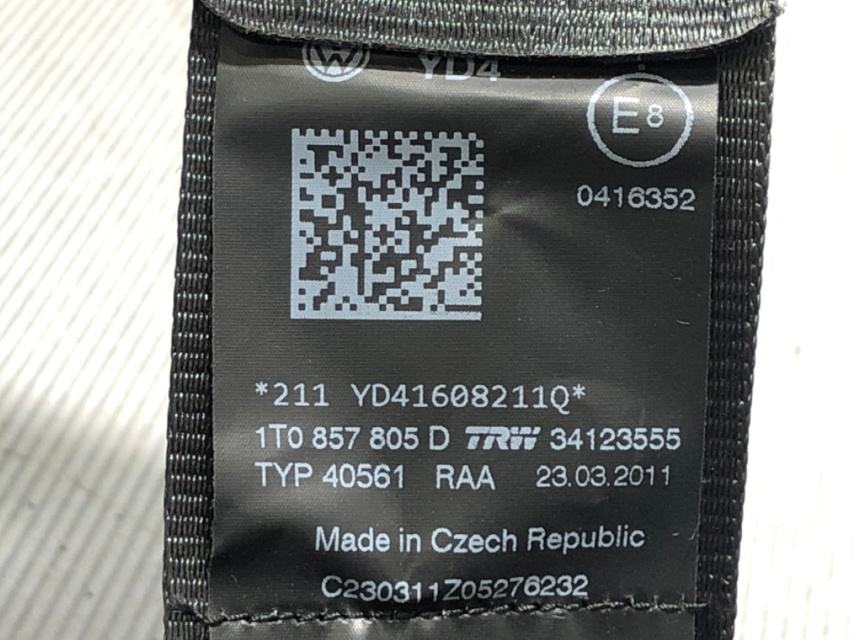 YD4
E8
0416352
*211 YD41608211Q*
1T0 857 805 D TRW 34123555
TYP 40561 RAA 23.03.2011
Made in Czech Republic
C230311Z05276232